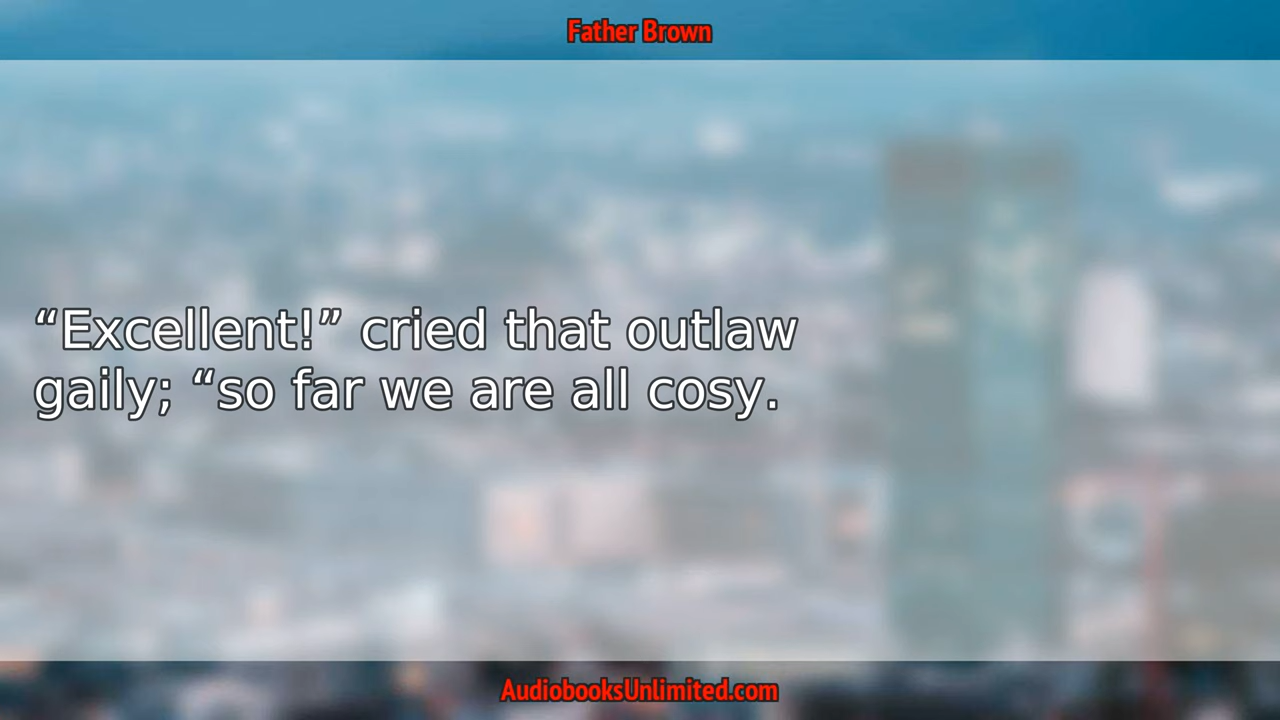 Father Brown
“Excellent!” cried that outlaw
gaily; “so far we are all cosy.
AudiobooksUnlimited.com